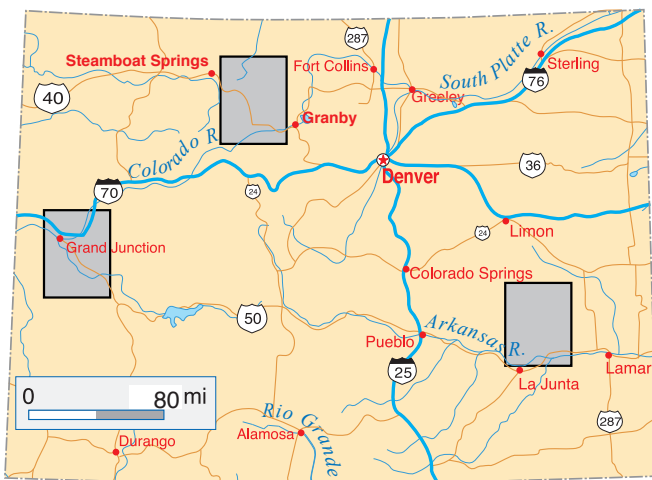 287
South Platte R.
Steamboat Springs
Fort Collins
Sterling
76
40
Greeley
Granby
Colorado R.
36
Denver
70
24
Limon
24
Grand Junction
Colorado Springs
50
Arkansas R.
Pueblo
Lamar
25
La Junta
0 80 mi
Rio Grande
287
Alamosa
Durango